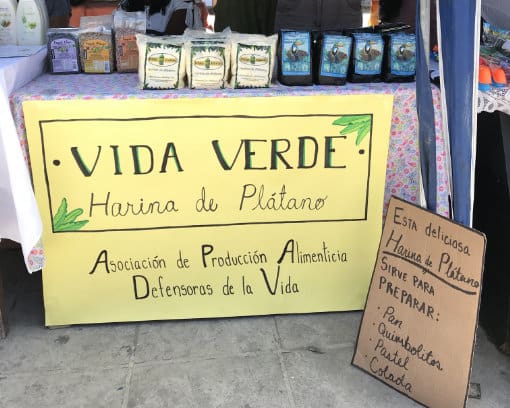 • VIDA VERDE •
Harina de Plátano
Asociación de Producción Alimenticia
Defensoras de la Vida
Esta deliciosa
Harina de Plátano
SIRVE PARA
PREPARAR:
• Pan
• Quimbolitos
• Pastel
• Colada